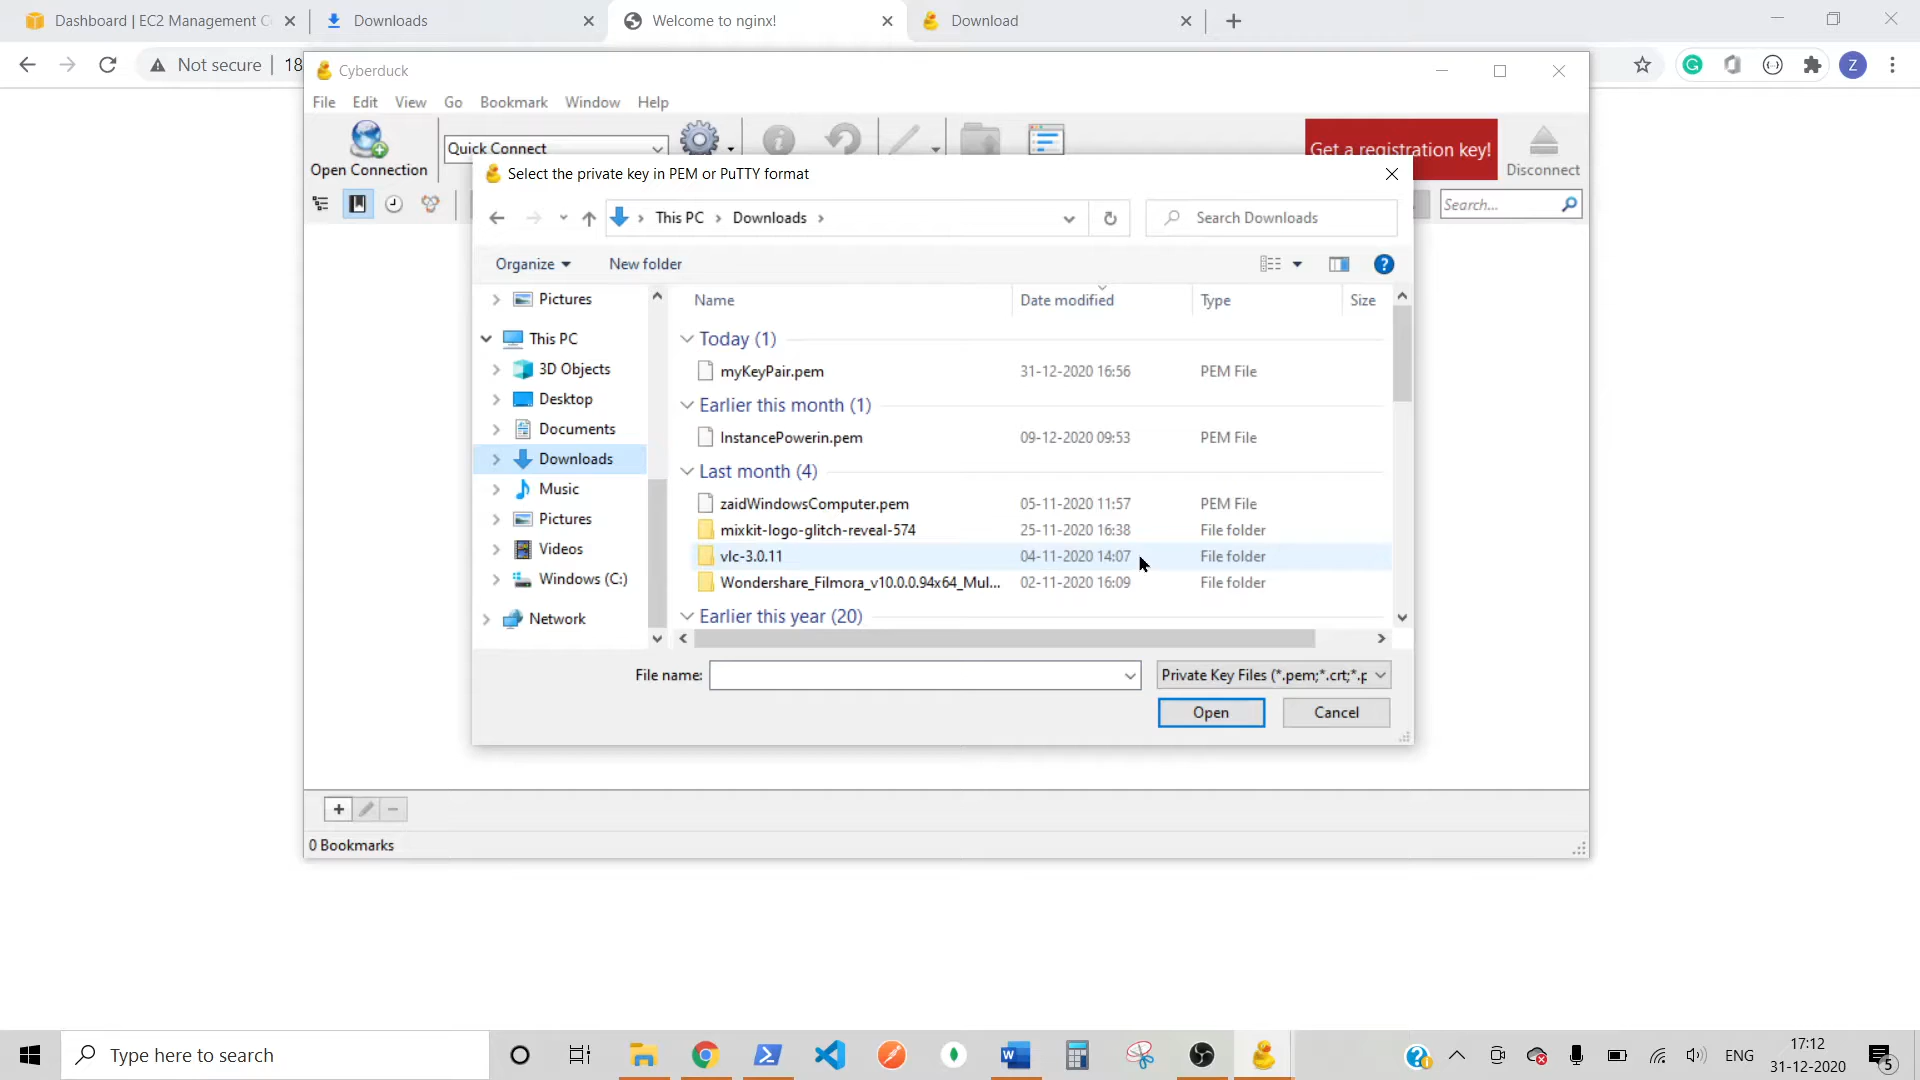 Dashboard | EC2 Management C
Downloads
Welcome to nginx!
Download
Not secure
18
Z
Cyberduck
File Edit View Go Bookmark Window Help
Open Connection
Quick Connect
Get a registration key!
Disconnect
Search...
Select the private key in PEM or PuTTY format
This PC > Downloads >
Search Downloads
Organize
New folder
Pictures
This PC
3D Objects
Desktop
Documents
Downloads
Music
Pictures
Videos
Windows (C:)
Network
Name Date modified Type Size
Today (1)
myKeyPair.pem 31-12-2020 16:56 PEM File
Earlier this month (1)
InstancePowerin.pem 09-12-2020 09:53 PEM File
Last month (4)
zaidWindowsComputer.pem 05-11-2020 11:57 PEM File
mixkit-logo-glitch-reveal-574 25-11-2020 16:38 File folder
vlc-3.0.11 04-11-2020 14:07 File folder
Wondershare_Filmora_v10.0.0.94x64_Mul... 02-11-2020 16:09 File folder
Earlier this year (20)
File name:
Private Key Files (*.pem;*.crt;*.p
Open
Cancel
0 Bookmarks
Type here to search
ENG
17:12
31-12-2020
5